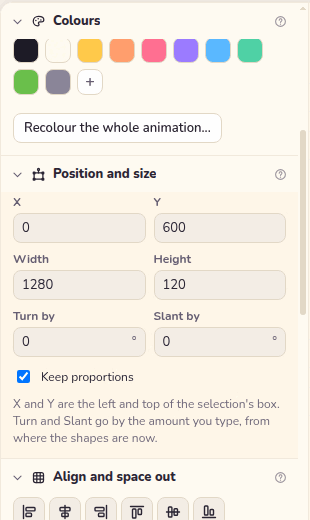 Colours
+
Recolour the whole animation...
Position and size
X Y
0 600
Width Height
1280 120
Turn by Slant by
0 ° 0 °
Keep proportions
X and Y are the left and top of the selection's box.
Turn and Slant go by the amount you type, from
where the shapes are now.
Align and space out